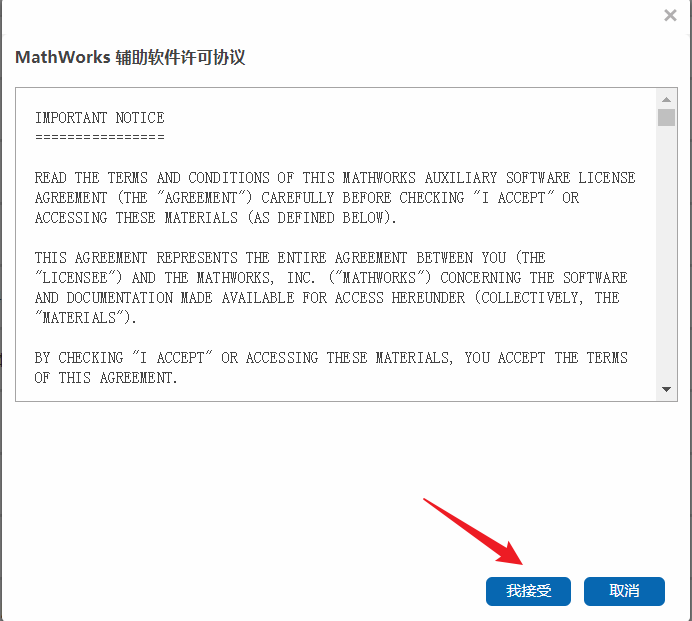 MathWorks 辅助软件许可协议
IMPORTANT NOTICE
================
READ THE TERMS AND CONDITIONS OF THIS MATHWORKS AUXILIARY SOFTWARE LICENSE
AGREEMENT (THE "AGREEMENT") CAREFULLY BEFORE CHECKING "I ACCEPT" OR
ACCESSING THESE MATERIALS (AS DEFINED BELOW).
THIS AGREEMENT REPRESENTS THE ENTIRE AGREEMENT BETWEEN YOU (THE
"LICENSEE") AND THE MATHWORKS, INC. ("MATHWORKS") CONCERNING THE SOFTWARE
AND DOCUMENTATION MADE AVAILABLE FOR ACCESS HEREUNDER (COLLECTIVELY, THE
"MATERIALS").
BY CHECKING "I ACCEPT" OR ACCESSING THESE MATERIALS, YOU ACCEPT THE TERMS
OF THIS AGREEMENT.
我接受 取消